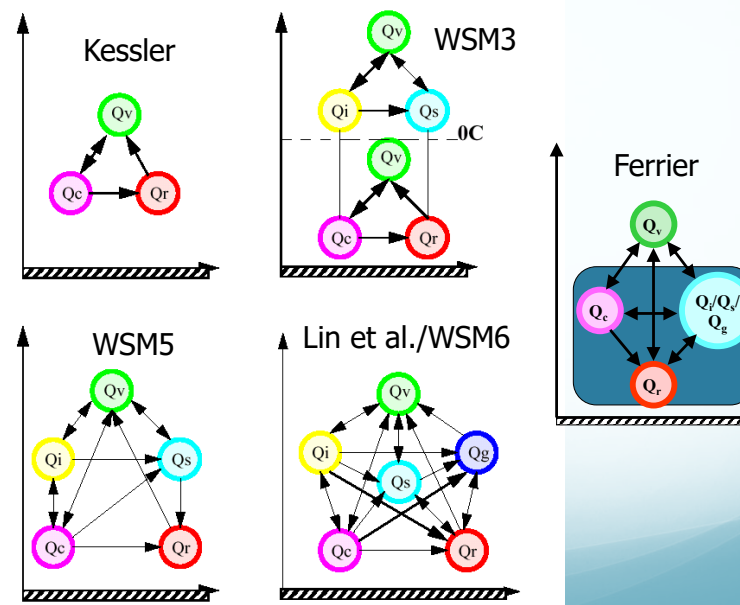 Kessler
Qv
Qc
Qr
WSM3
Qv
Qi
Qs
0C
Qv
Qc
Qr
Ferrier
Qv
Qc
Qi/Qs/
Qg
Qr
WSM5
Qv
Qi
Qs
Qc
Qr
Lin et al./WSM6
Qv
Qi
Qg
Qs
Qc
Qr